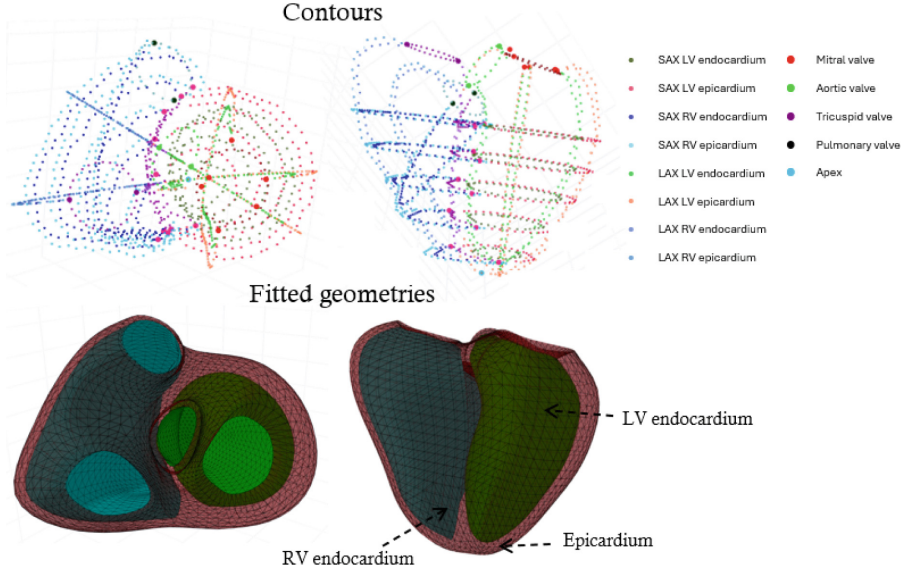 Contours
SAX LV endocardium
SAX LV epicardium
SAX RV endocardium
SAX RV epicardium
LAX LV endocardium
LAX LV epicardium
LAX RV endocardium
LAX RV epicardium
Mitral valve
Aortic valve
Tricuspid valve
Pulmonary valve
Apex
Fitted geometries
LV endocardium
Epicardium
RV endocardium